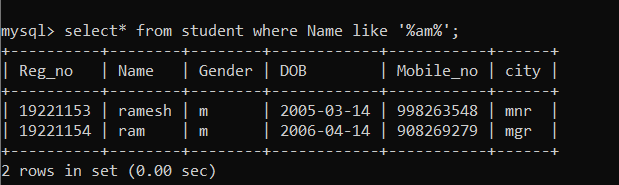 mysql> select* from student where Name like '%am%';
+----------+--------+--------+------------+-----------+------+
| Reg_no   | Name   | Gender | DOB        | Mobile_no | city |
+----------+--------+--------+------------+-----------+------+
| 19221153 | ramesh | m      | 2005-03-14 | 998263548 | mnr  |
| 19221154 | ram    | m      | 2006-04-14 | 908269279 | mgr  |
+----------+--------+--------+------------+-----------+------+
2 rows in set (0.00 sec)